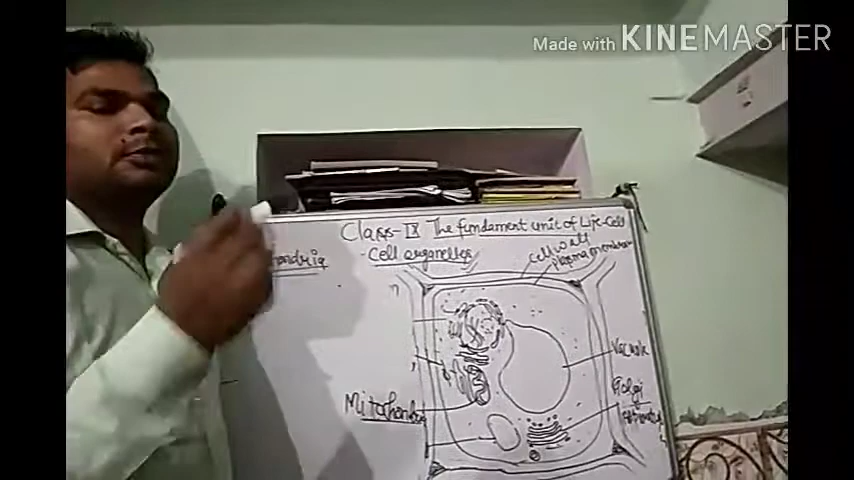 Made with KINEMASTER
Class-IX The fundament unit of Life-Cell
-Cell organelles
cell wall
plasma membrane
Vacuole
Golgi